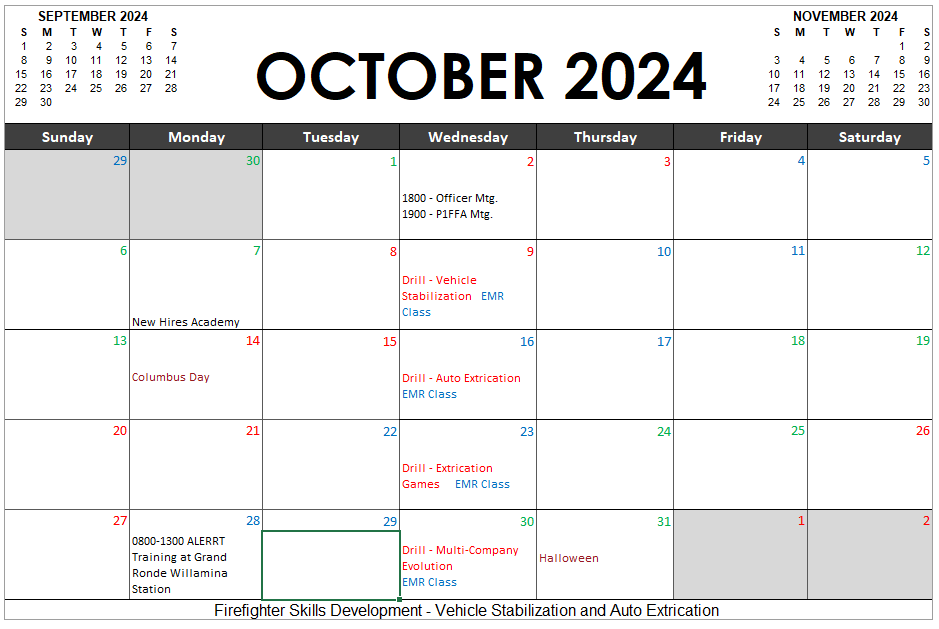 SEPTEMBER 2024
S M T W T F S
1 2 3 4 5 6 7
8 9 10 11 12 13 14
15 16 17 18 19 20 21
22 23 24 25 26 27 28
29 30
OCTOBER 2024
NOVEMBER 2024
S M T W T F S
1 2
3 4 5 6 7 8 9
10 11 12 13 14 15 16
17 18 19 20 21 22 23
24 25 26 27 28 29 30
Sunday Monday Tuesday Wednesday Thursday Friday Saturday
29 30 1 2 3 4 5
1800 - Officer Mtg.
1900 - P1FFA Mtg.
6 7 8 9 10 11 12
Drill - Vehicle
Stabilization EMR
Class
New Hires Academy
13 14 15 16 17 18 19
Columbus Day
Drill - Auto Extrication
EMR Class
20 21 22 23 24 25 26
Drill - Extrication
Games EMR Class
27 28 29 30 31 1 2
0800-1300 ALERRT
Training at Grand
Ronde Willamina
Station
Drill - Multi-Company
Evolution
EMR Class
Halloween
Firefighter Skills Development - Vehicle Stabilization and Auto Extrication